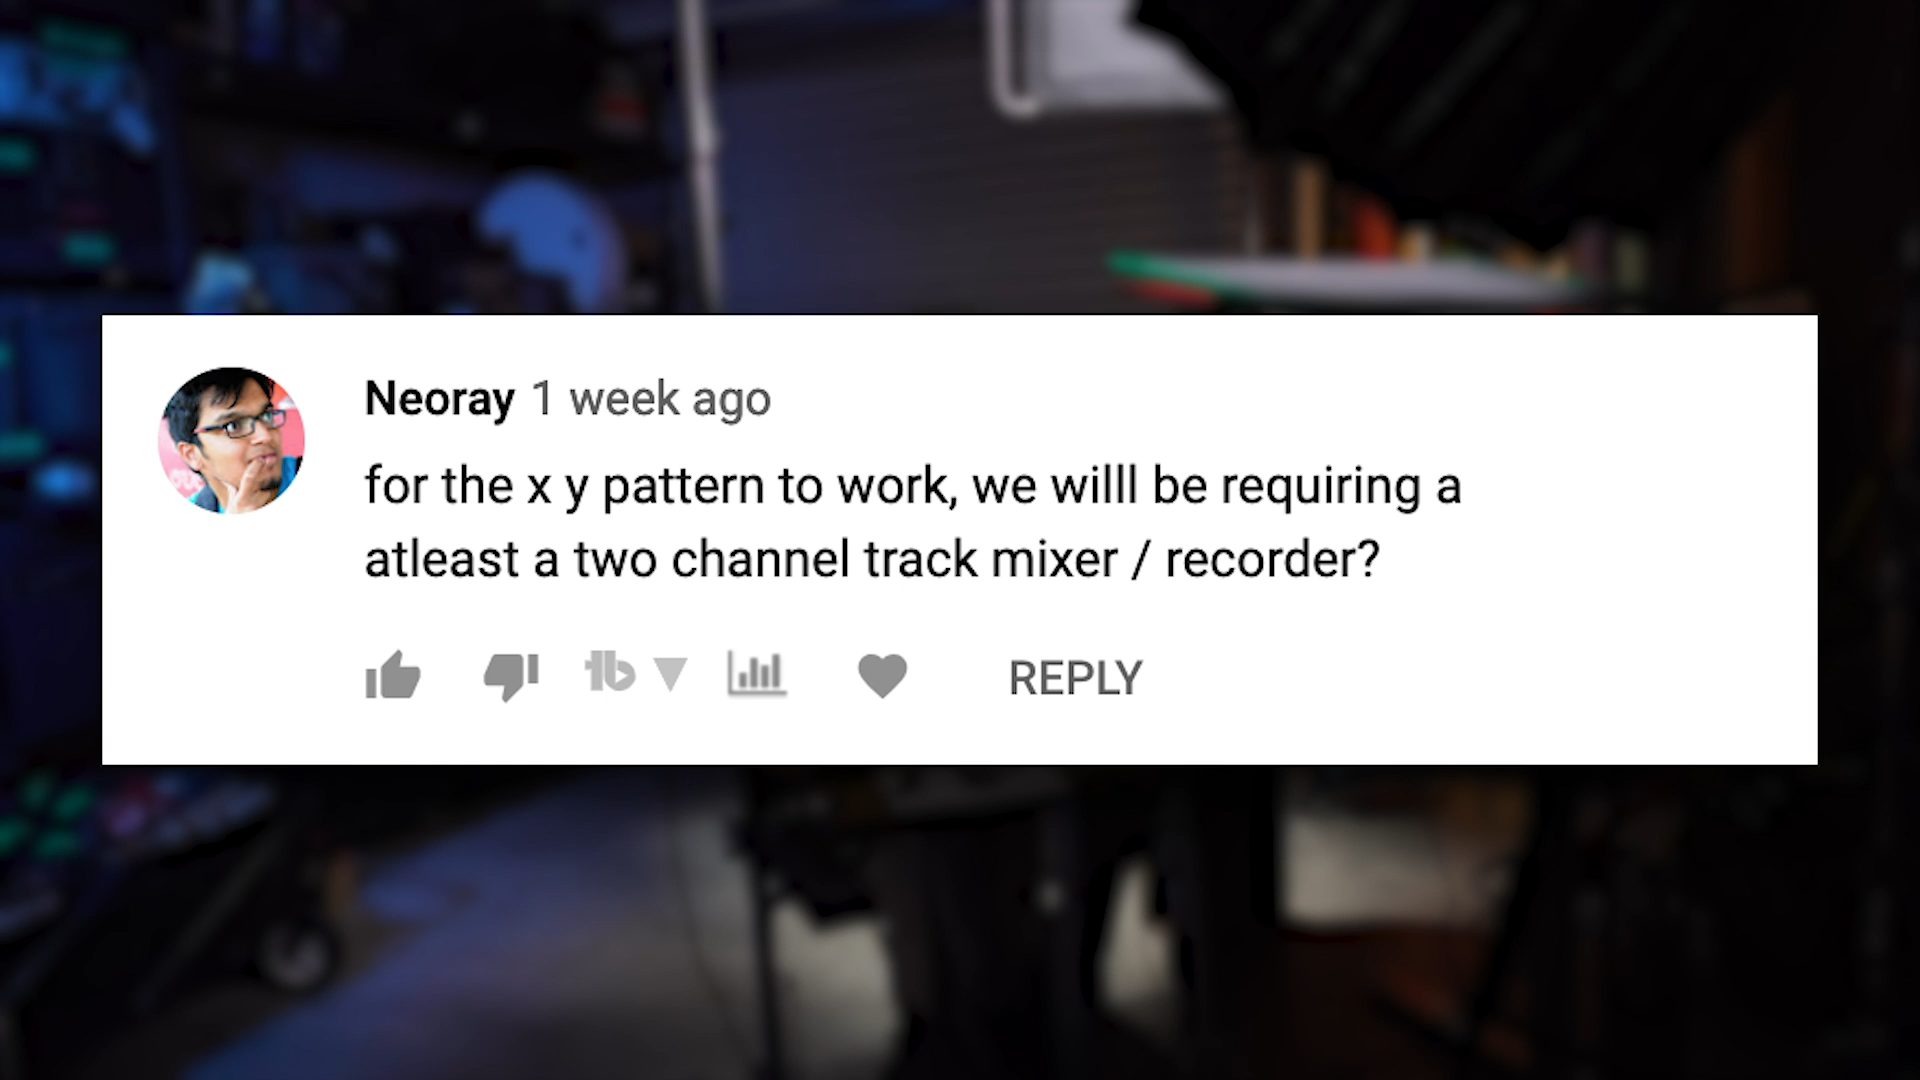 Neoray 1 week ago
for the x y pattern to work, we willl be requiring a
atleast a two channel track mixer / recorder?
REPLY